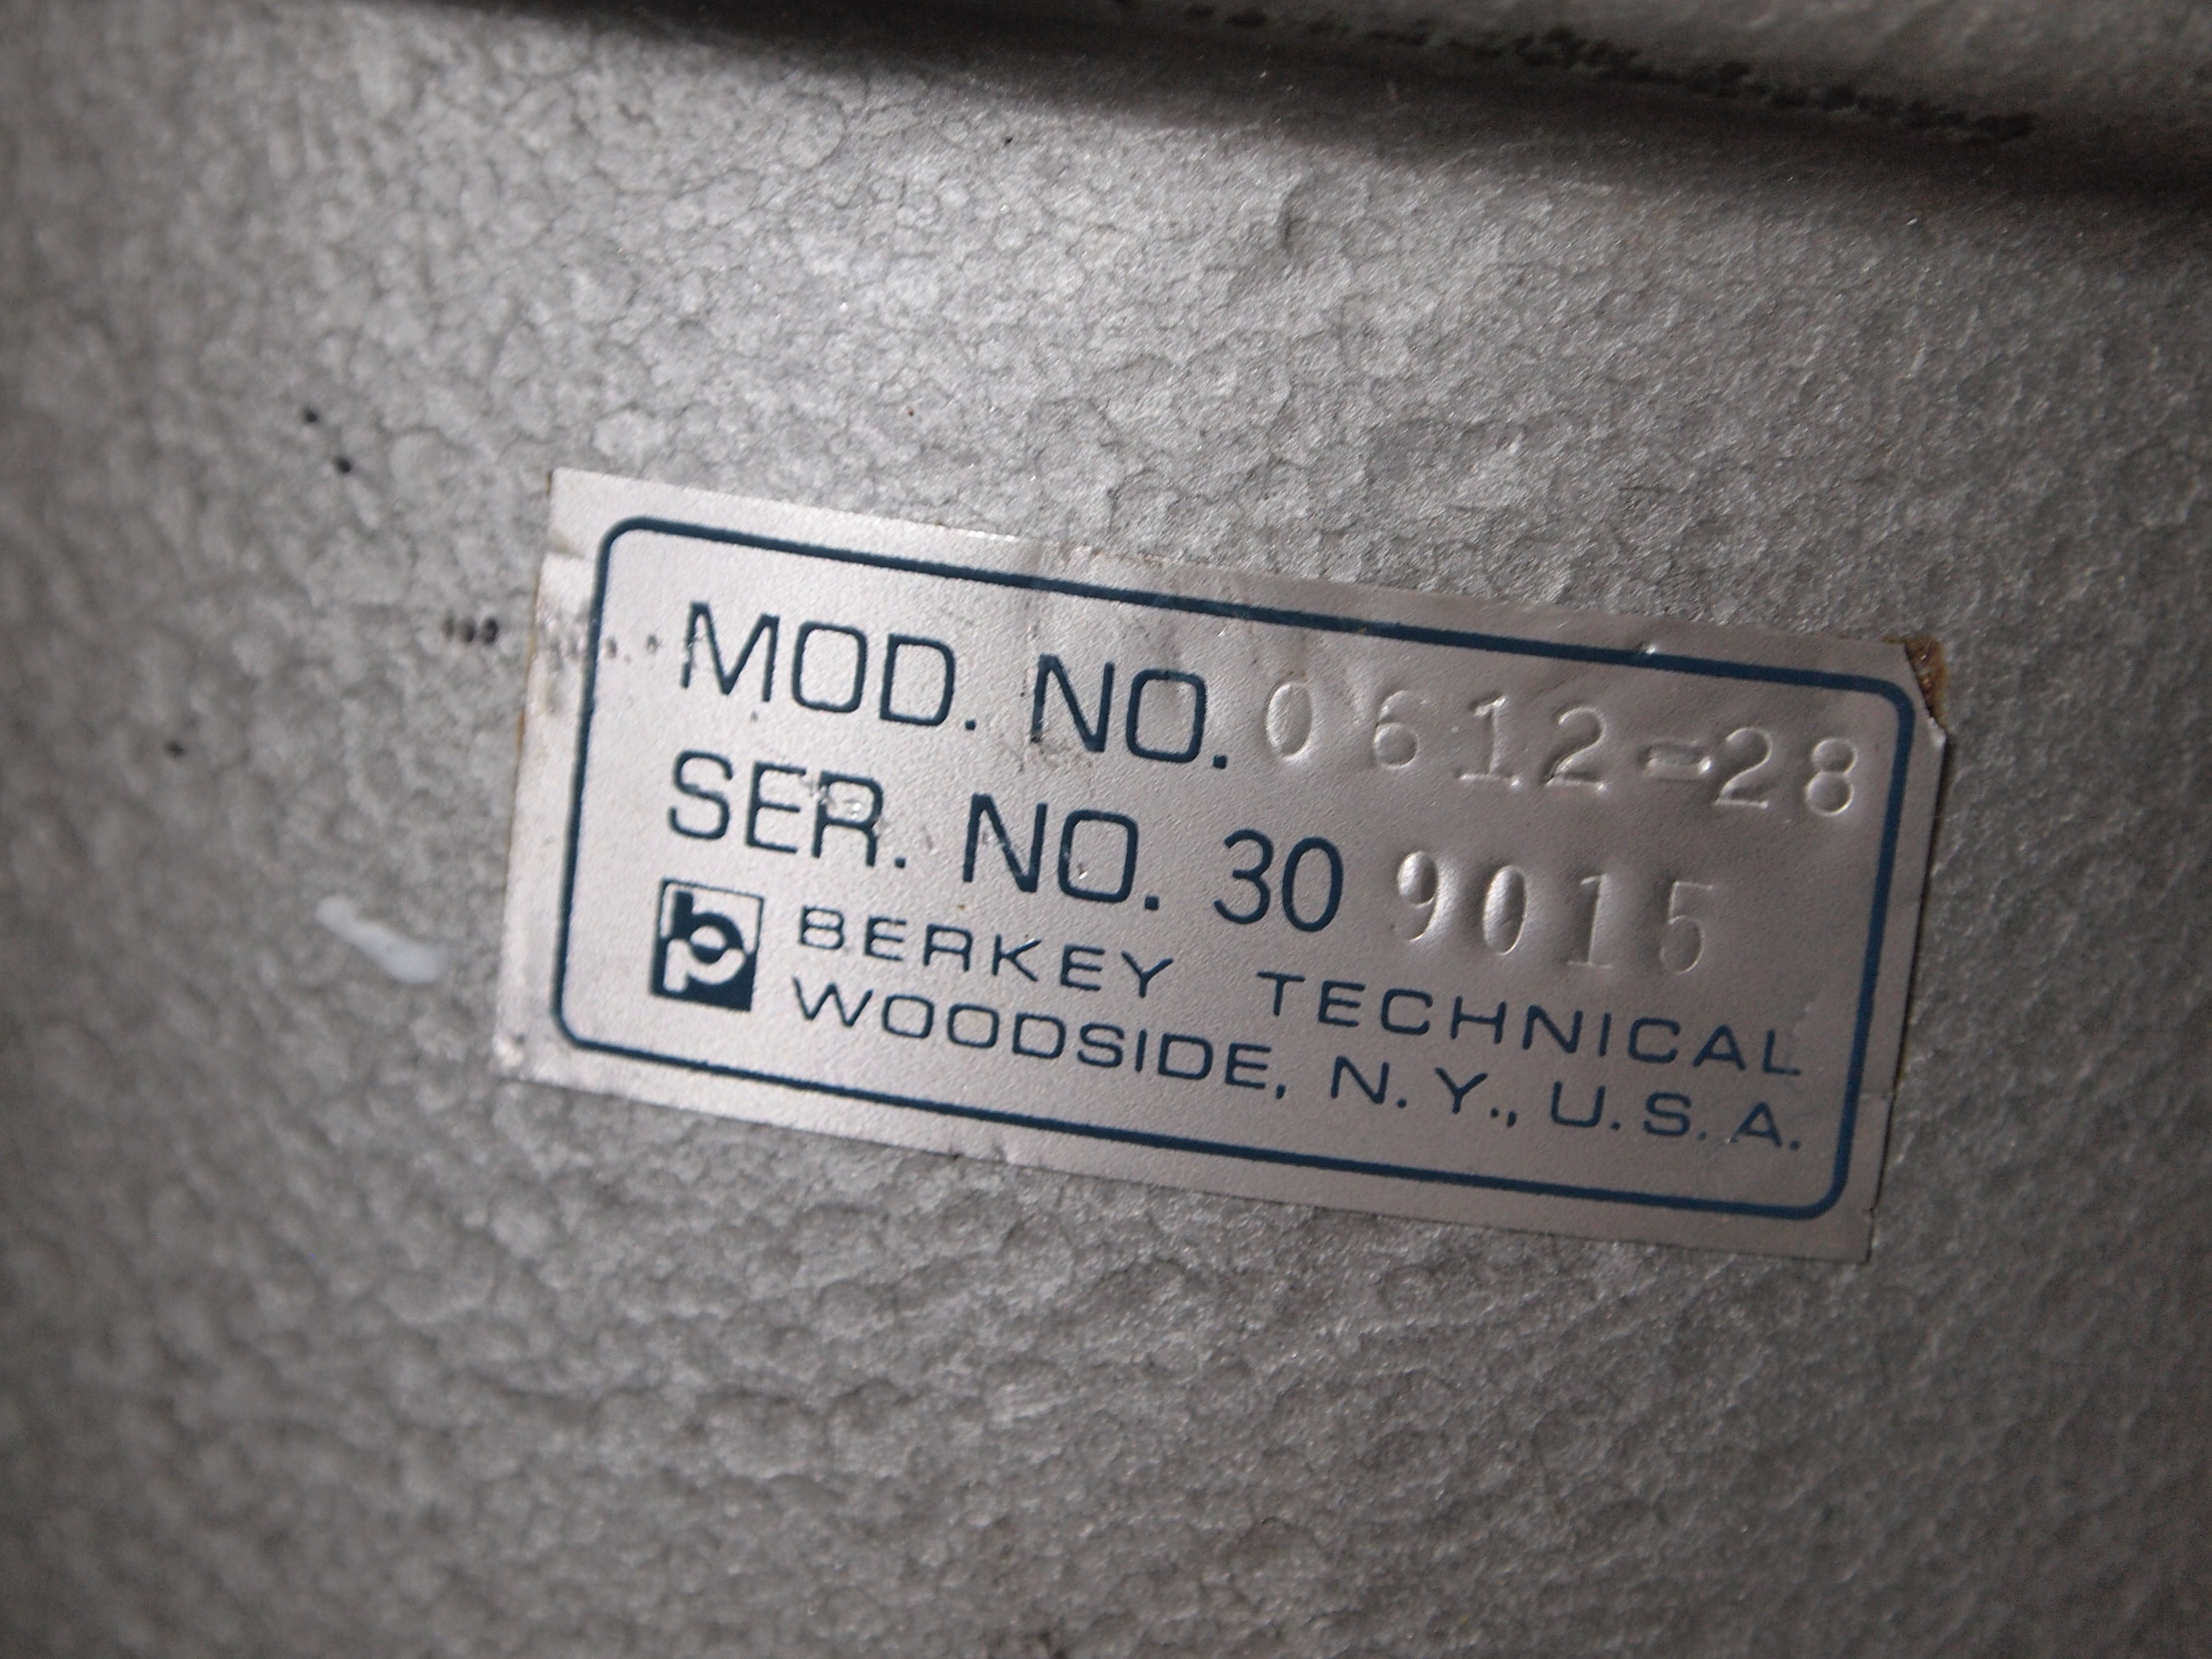 MOD. NO. 0612-28
SER. NO. 30 9015
BERKEY TECHNICAL
WOODSIDE, N.Y., U.S.A.